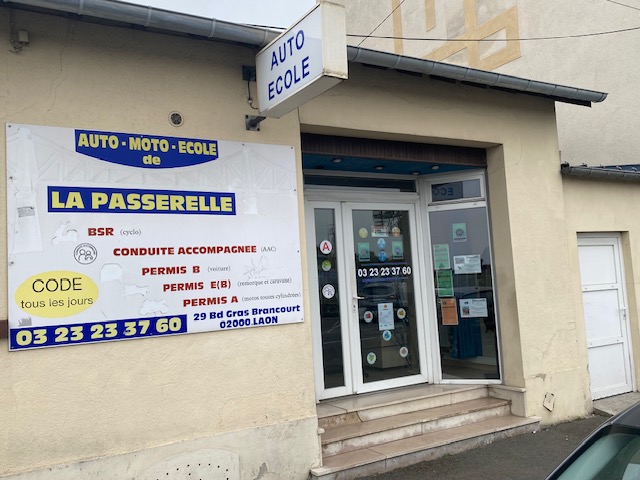 AUTO
ECOLE
AUTO - MOTO - ECOLE
de
LA PASSERELLE
BSR (cyclo)
CONDUITE ACCOMPAGNEE (AAC)
PERMIS B (voiture)
PERMIS E(B) (remorque et caravane)
PERMIS A (motos toutes cylindrées)
CODE
tous les jours
03 23 23 37 60
29 Bd Gras Brancourt
02000 LAON
A
03 23 23 37 60